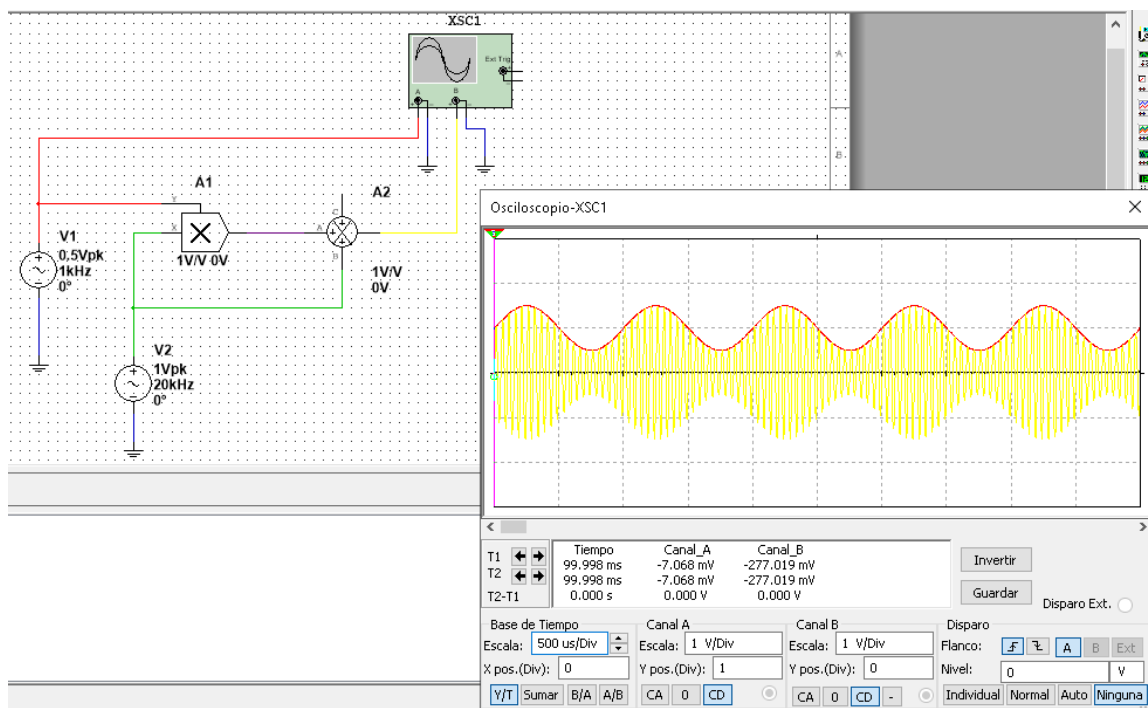 XSC1
Ext Trig
+
-
A
B
+ - + -
A
B
A1
Y
X
1V/V 0V
A2
C
A
B
1V/V
0V
V1
0,5Vpk
1kHz
0°
V2
1Vpk
20kHz
0°
Osciloscopio-XSC1
Tiempo Canal_A Canal_B
T1 99.998 ms -7.068 mV -277.019 mV
T2 99.998 ms -7.068 mV -277.019 mV
T2-T1 0.000 s 0.000 V 0.000 V
Invertir
Guardar
Disparo Ext.
Base de Tiempo Canal A Canal B Disparo
Escala: 500 us/Div Escala: 1 V/Div Escala: 1 V/Div Flanco: A B Ext
X pos.(Div): 0 Y pos.(Div): 1 Y pos.(Div): 0 Nivel: 0 V
Y/T Sumar B/A A/B CA 0 CD CA 0 CD - Individual Normal Auto Ninguna